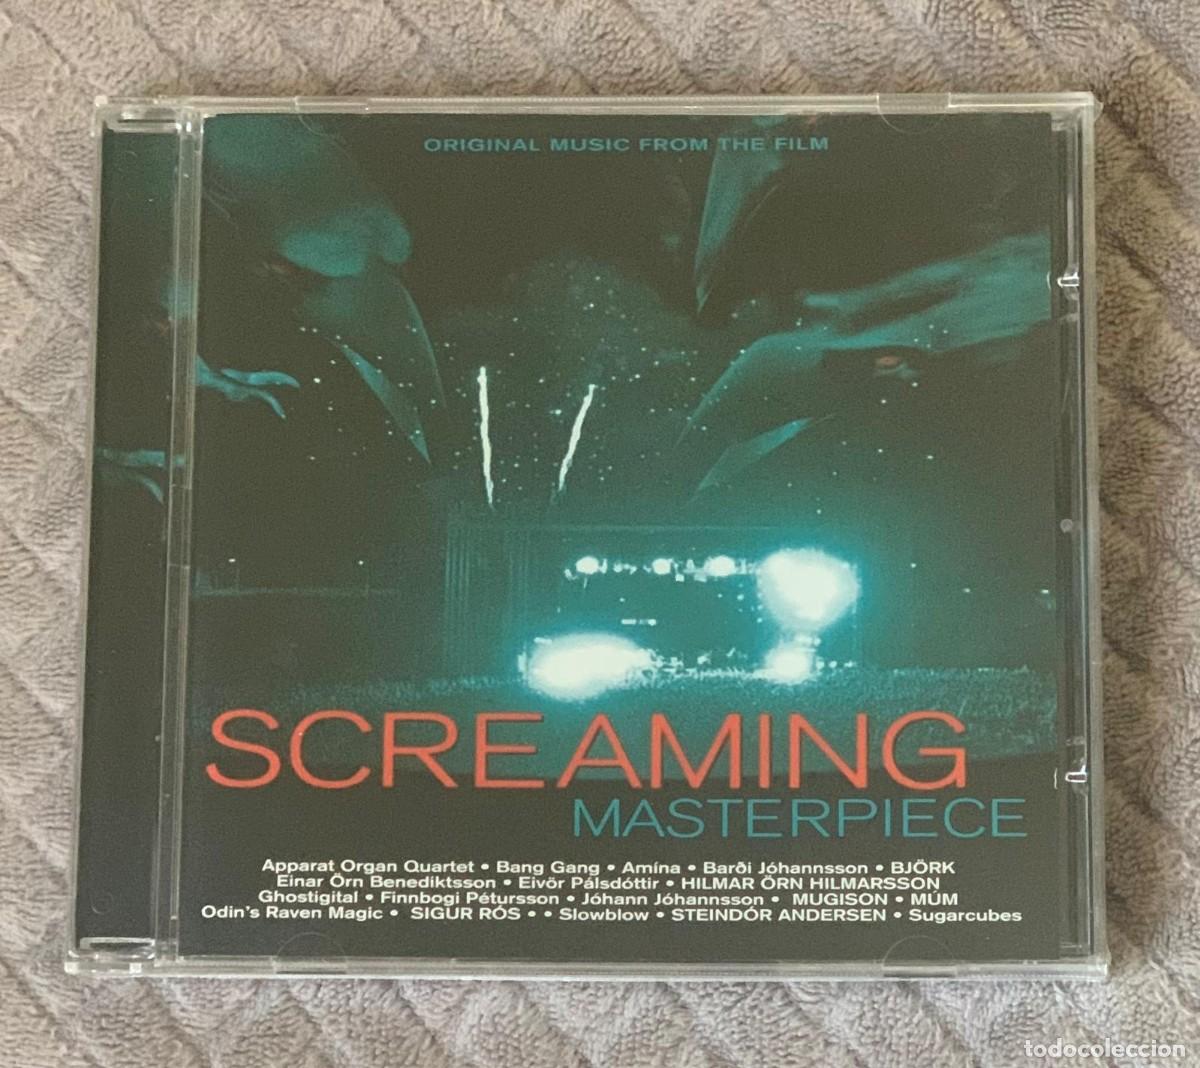 ORIGINAL MUSIC FROM THE FILM
SCREAMING
MASTERPIECE
Apparat Organ Quartet • Bang Gang • Amína • Barði Jóhannsson • BJÖRK
Einar Örn Benediktsson • Eivör Pálsdóttir • HILMAR ÖRN HILMARSSON
Ghostigital • Finnbogi Pétursson • Jóhann Jóhannsson • MUGISON • MÚM
Odin's Raven Magic • SIGUR RÓS • • Slowblow • STEINDÓR ANDERSEN • Sugarcubes
todocoleccion